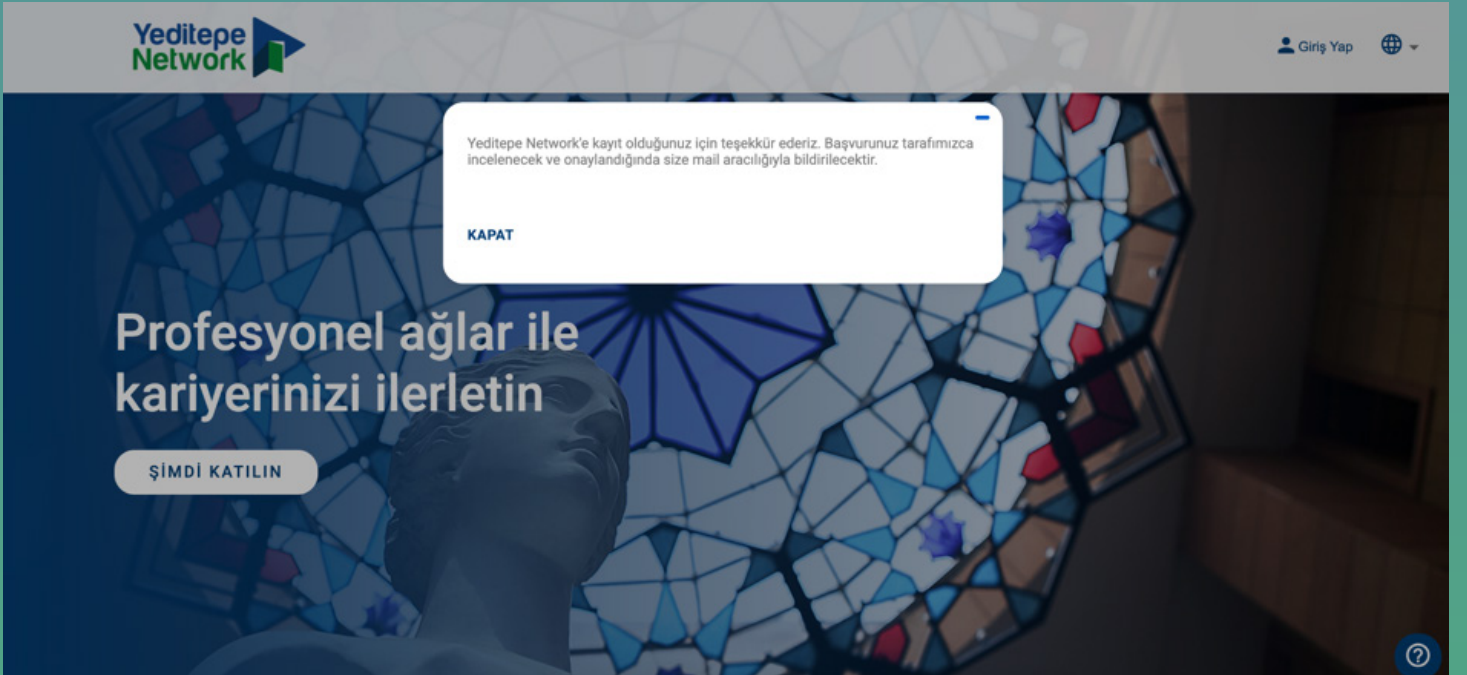 Yeditepe
Network
Giriş Yap
Yeditepe Network'e kayıt olduğunuz için teşekkür ederiz. Başvurunuz tarafımızca
incelenecek ve onaylandığında size mail aracılığıyla bildirilecektir.
KAPAT
Profesyonel ağlar ile
kariyerinizi ilerletin
ŞİMDİ KATILIN
?